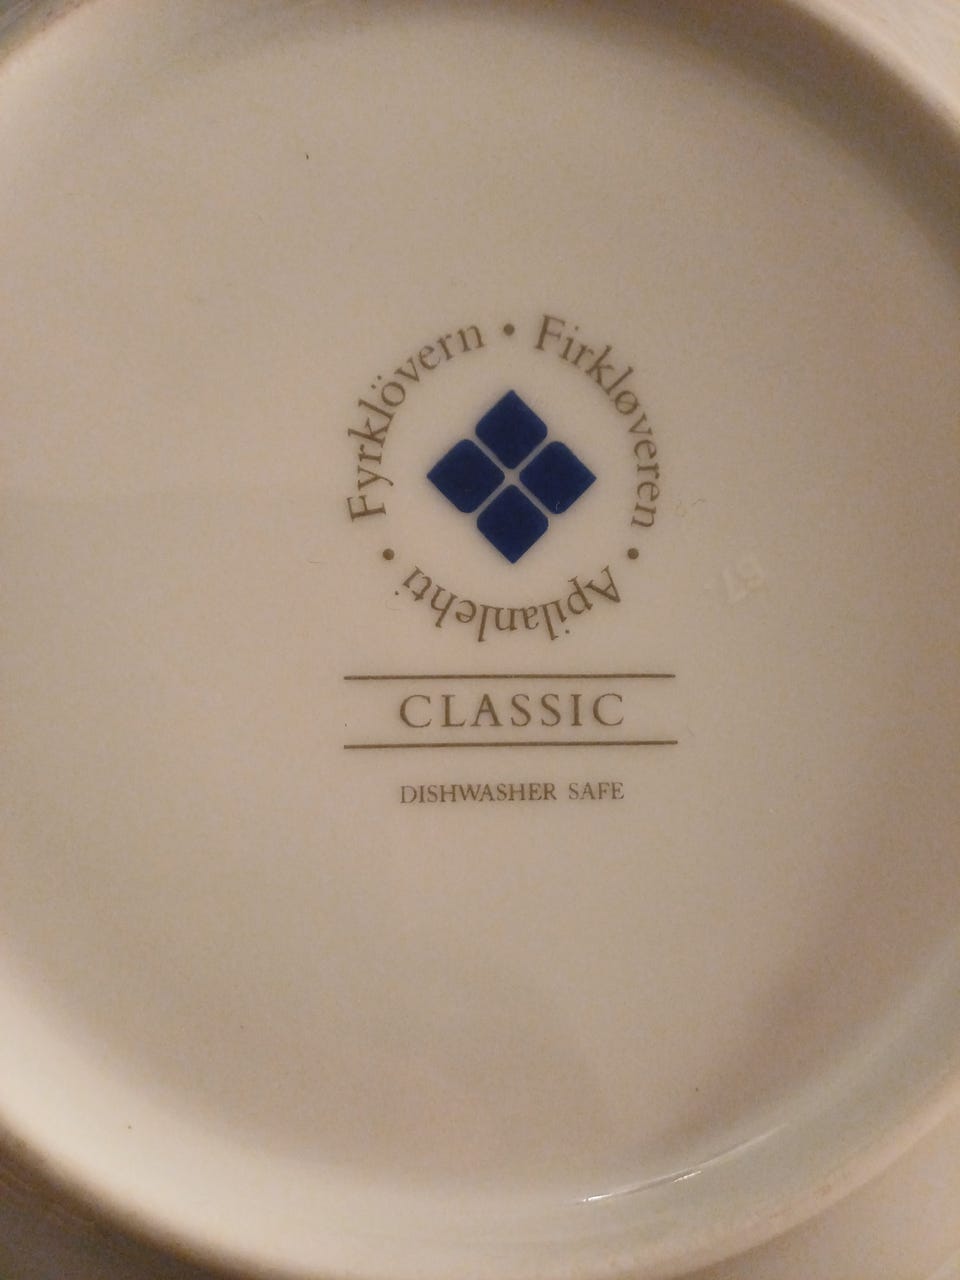 Fyrklövern • Firkløveren • Apilanlehti •
CLASSIC
DISHWASHER SAFE